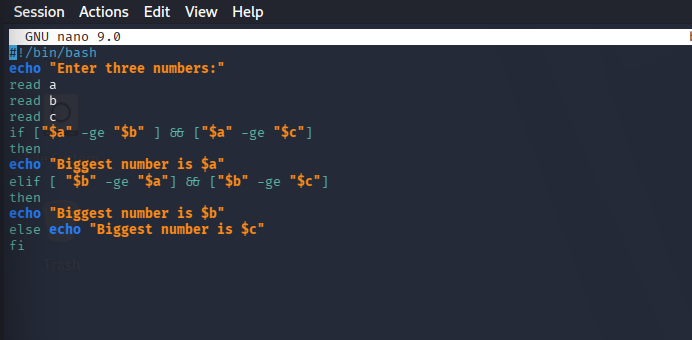 Session Actions Edit View Help
GNU nano 9.0
#!/bin/bash
echo "Enter three numbers:"
read a
read b
read c
if ["$a" -ge "$b" ] && ["$a" -ge "$c"]
then
echo "Biggest number is $a"
elif [ "$b" -ge "$a"] && ["$b" -ge "$c"]
then
echo "Biggest number is $b"
else echo "Biggest number is $c"
fi
Trash